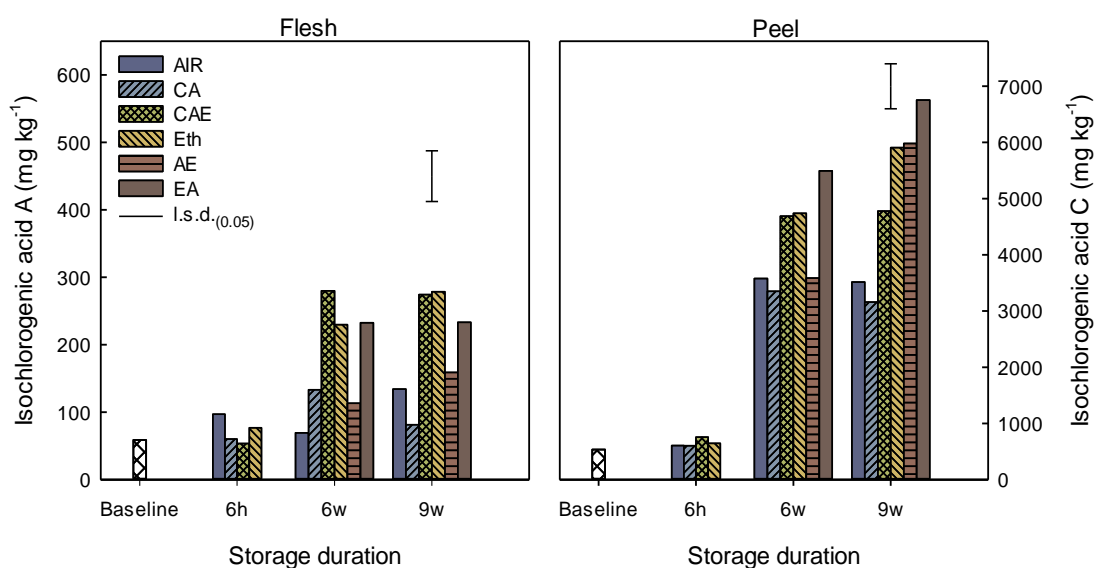 Flesh
Peel
Isochlorogenic acid A (mg kg⁻¹)
600
500
400
300
200
100
0
AIR
CA
CAE
Eth
AE
EA
l.s.d.(0.05)
Baseline 6h 6w 9w
Storage duration
Baseline 6h 6w 9w
Storage duration
7000
6000
5000
4000
3000
2000
1000
0
Isochlorogenic acid C (mg kg⁻¹)